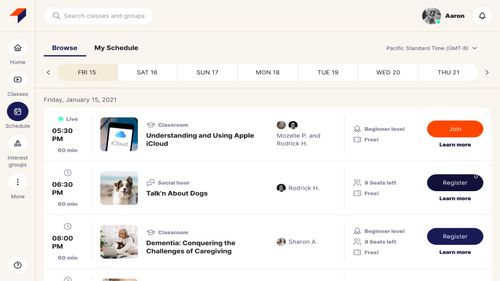 Search classes and groups
Aaron
Home
Classes
Schedule
Interest
groups
More
Browse
My Schedule
Pacific Standard Time (GMT-8)
FRI 15
SAT 16
SUN 17
MON 18
TUE 19
WED 20
THU 21
Friday, January 15, 2021
Live
05:30
PM
60 min
iCloud
Classroom
Understanding and Using Apple
iCloud
Mozelle P. and
Rodrick H.
Beginner level
Free!
Join
Learn more
06:30
PM
60 min
Social hour
Talk'n About Dogs
Rodrick H.
8 Seats left
Free!
Register
Learn more
08:00
PM
60 min
Classroom
Dementia: Conquering the
Challenges of Caregiving
Sharon A.
Beginner level
8 Seats left
Free!
Register
Learn more